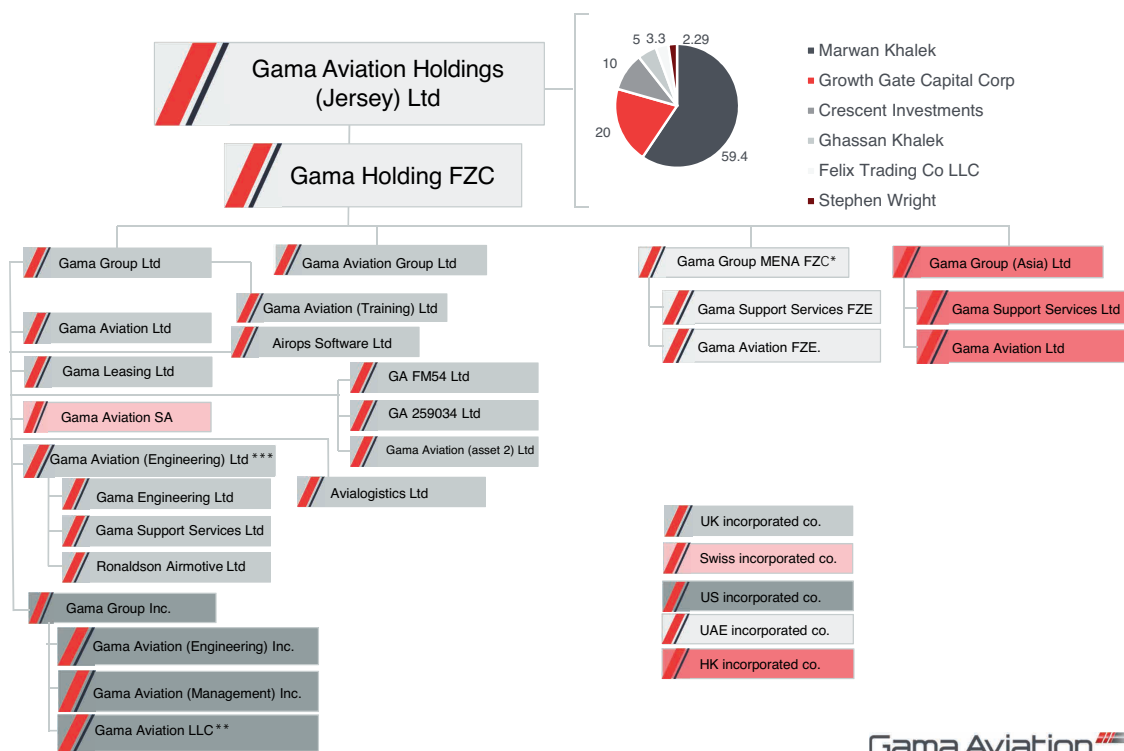 Gama Aviation Holdings
(Jersey) Ltd
Gama Holding FZC
5
3.3
2.29
10
20
59.4
Marwan Khalek
Growth Gate Capital Corp
Crescent Investments
Ghassan Khalek
Felix Trading Co LLC
Stephen Wright
Gama Group Ltd
Gama Aviation Group Ltd
Gama Group MENA FZC*
Gama Group (Asia) Ltd
Gama Aviation (Training) Ltd
Gama Support Services FZE
Gama Support Services Ltd
Gama Aviation Ltd
Airops Software Ltd
Gama Aviation FZE.
Gama Aviation Ltd
Gama Leasing Ltd
GA FM54 Ltd
Gama Aviation SA
GA 259034 Ltd
Gama Aviation (asset 2) Ltd
Gama Aviation (Engineering) Ltd ***
Gama Engineering Ltd
Avialogistics Ltd
Gama Support Services Ltd
Ronaldson Airmotive Ltd
Gama Group Inc.
Gama Aviation (Engineering) Inc.
Gama Aviation (Management) Inc.
Gama Aviation LLC**
UK incorporated co.
Swiss incorporated co.
US incorporated co.
UAE incorporated co.
HK incorporated co.
Gama Aviation